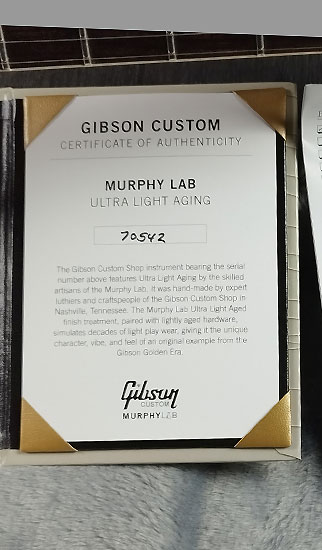 GIBSON CUSTOM
CERTIFICATE OF AUTHENTICITY
MURPHY LAB
ULTRA LIGHT AGING
70542
The Gibson Custom Shop instrument bearing the serial
number above features Ultra Light Aging by the skilled
artisans of the Murphy Lab. It was hand-made by expert
luthiers and craftspeople of the Gibson Custom Shop in
Nashville, Tennessee. The Murphy Lab Ultra Light Aged
finish treatment, paired with lightly aged hardware,
simulates decades of light play wear, giving it the unique
character, vibe, and feel of an original example from the
Gibson Golden Era.
Gibson
CUSTOM
MURPHY LAB